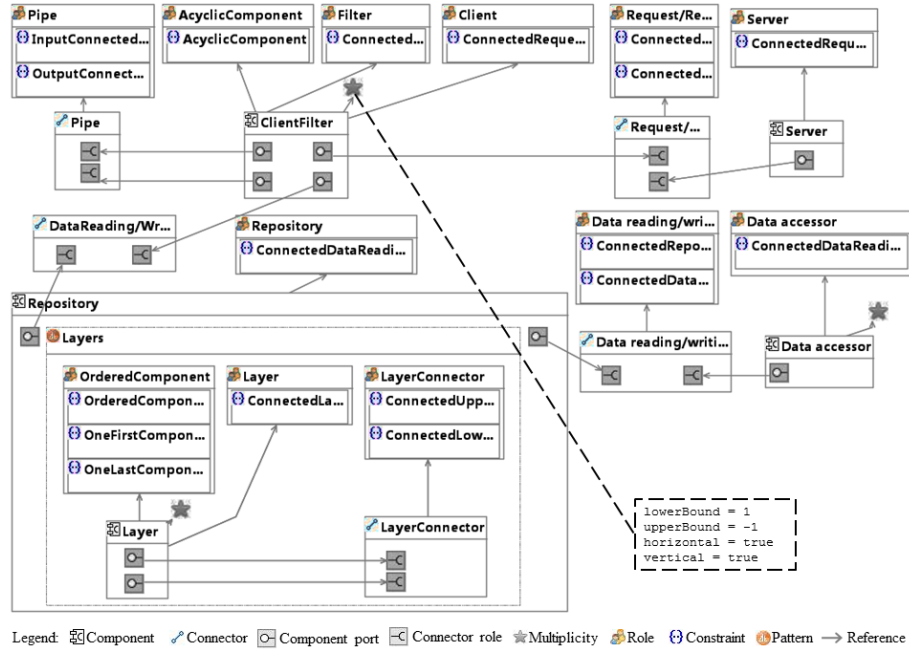 Pipe
InputConnected...
OutputConnect...
AcyclicComponent
AcyclicComponent
Filter
Connected...
Client
ConnectedReque...
Request/Re...
Connected...
Connected...
Server
ConnectedRequ...
Pipe
ClientFilter
Request/...
Server
DataReading/Wr...
Repository
ConnectedDataReadi...
Data reading/wri...
ConnectedRepo...
ConnectedData...
Data accessor
ConnectedDataReadi...
Repository
Layers
Data reading/writi...
Data accessor
OrderedComponent
OrderedCompon...
OneFirstCompon...
OneLastCompon...
Layer
ConnectedLa...
LayerConnector
ConnectedUpp...
ConnectedLow...
Layer
LayerConnector
lowerBound = 1
upperBound = -1
horizontal = true
vertical = true
Legend: Component Connector Component port Connector role Multiplicity Role Constraint Pattern Reference